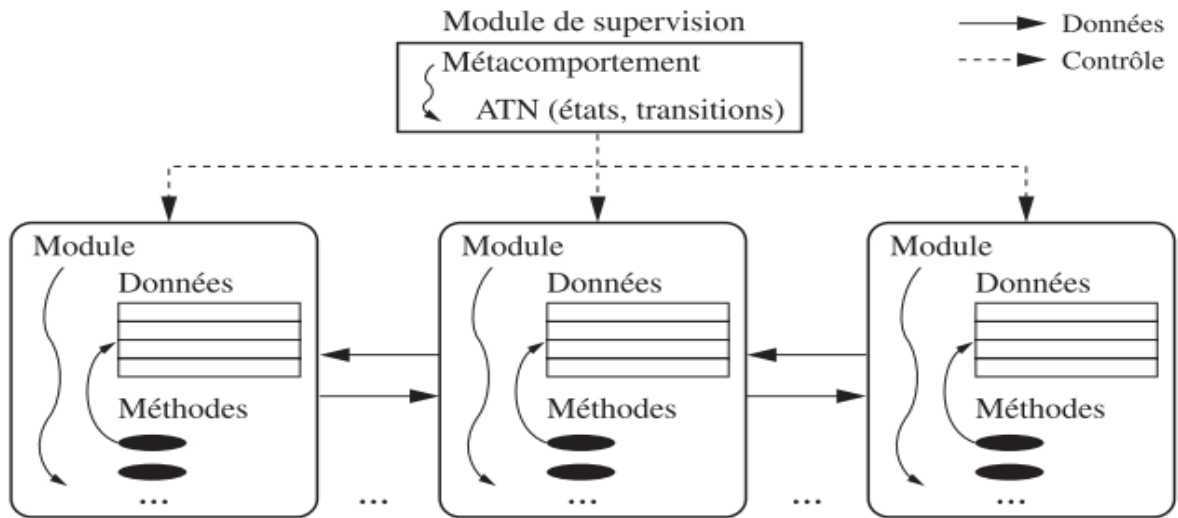 Module de supervision
Métacomportement
ATN (états, transitions)
Données
Contrôle
Module
Données
Méthodes
...
...
Module
Données
Méthodes
...
...
Module
Données
Méthodes
...